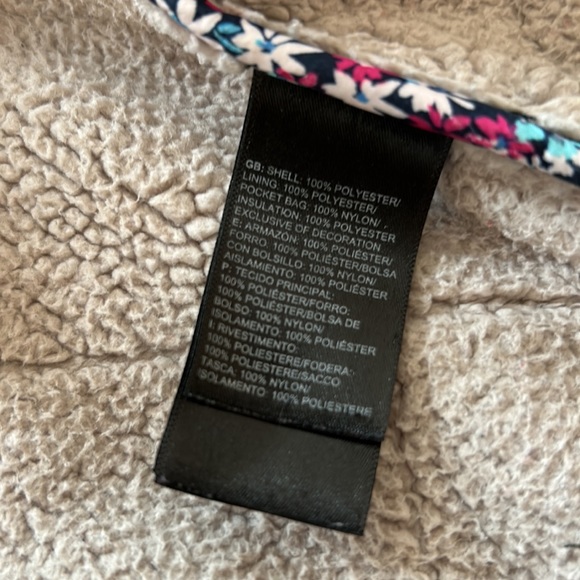 GB: SHELL: 100% POLYESTER/
LINING: 100% POLYESTER/
POCKET BAG: 100% NYLON/
INSULATION: 100% POLYESTER
EXCLUSIVE OF DECORATION
E: ARMAZÓN: 100% POLIÉSTER/
FORRO: 100% POLIÉSTER/BOLSA
CON BOLSILLO: 100% NYLON/
AISLAMIENTO: 100% POLIÉSTER
P: TECIDO PRINCIPAL:
100% POLIÉSTER/FORRO:
100% POLIÉSTER/BOLSA DE
BOLSO: 100% NYLON/
ISOLAMENTO: 100% POLIÉSTER
I: RIVESTIMENTO:
100% POLIESTERE/FODERA:
100% POLIESTERE/SACCO
TASCA: 100% NYLON/
ISOLAMENTO: 100% POLIESTERE